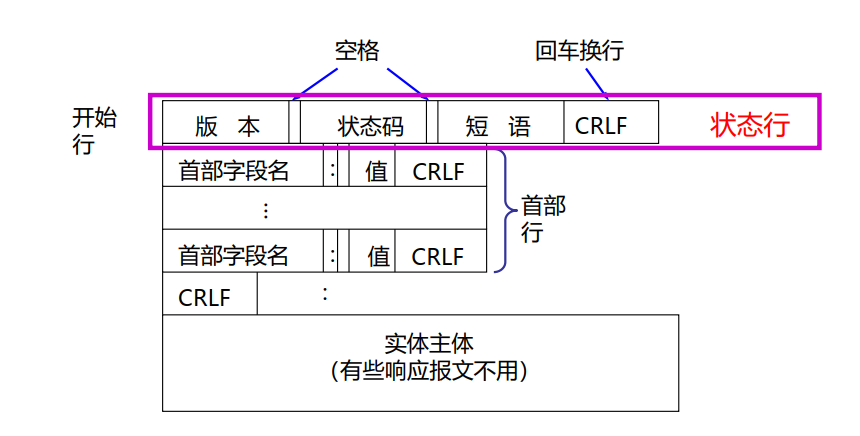 空格
回车换行
开始
行
版 本 状态码 短 语 CRLF 状态行
首部字段名 : 值 CRLF
⋮
首部字段名 : 值 CRLF
首部
行
CRLF :
实体主体
（有些响应报文不用）